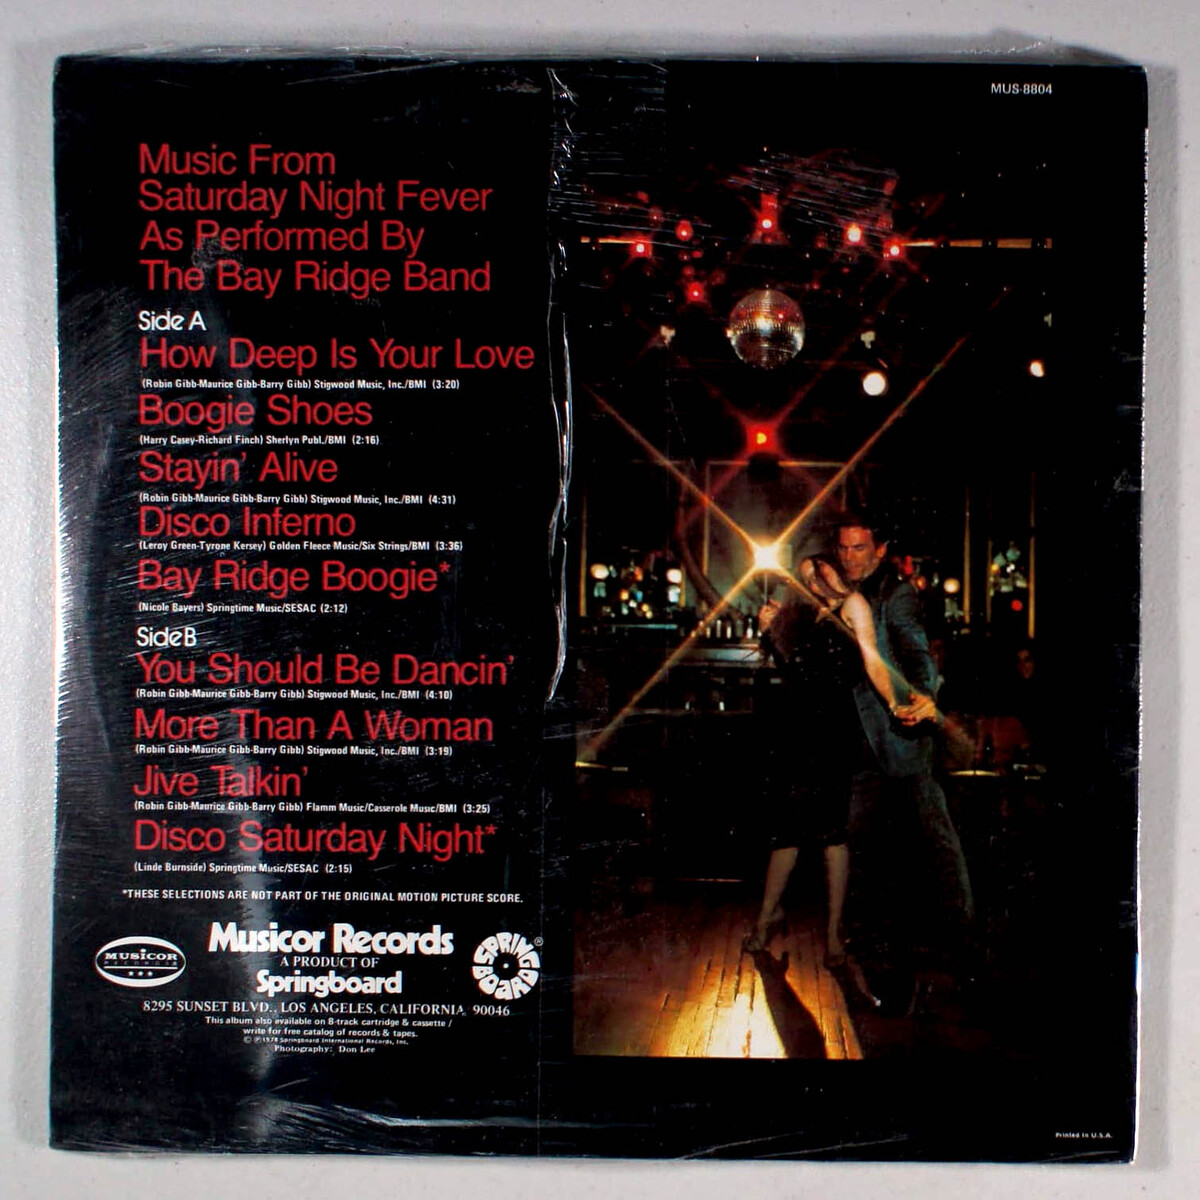 MUS-8804
Music From
Saturday Night Fever
As Performed By
The Bay Ridge Band
Side A
How Deep Is Your Love
(Robin Gibb-Maurice Gibb-Barry Gibb) Stigwood Music, Inc./BMI (3:20)
Boogie Shoes
(Harry Casey-Richard Finch) Sherlyn Publ./BMI (2:16)
Stayin' Alive
(Robin Gibb-Maurice Gibb-Barry Gibb) Stigwood Music, Inc./BMI (4:31)
Disco Inferno
(Leroy Green-Tyrone Kersey) Golden Fleece Music/Six Strings/BMI (3:36)
Bay Ridge Boogie*
(Nicole Bayers) Springtime Music/SESAC (2:12)
Side B
You Should Be Dancin'
(Robin Gibb-Maurice Gibb-Barry Gibb) Stigwood Music, Inc./BMI (4:10)
More Than A Woman
(Robin Gibb-Maurice Gibb-Barry Gibb) Stigwood Music, Inc./BMI (3:19)
Jive Talkin'
(Robin Gibb-Maurice Gibb-Barry Gibb) Flamm Music/Casserole Music/BMI (3:25)
Disco Saturday Night*
(Linde Burnside) Springtime Music/SESAC (2:15)
*THESE SELECTIONS ARE NOT PART OF THE ORIGINAL MOTION PICTURE SCORE.
MUSICOR
RECORDS
Musicor Records
A PRODUCT OF
Springboard
SPRING BOARD ®
8295 SUNSET BLVD., LOS ANGELES, CALIFORNIA 90046
This album also available on 8-track cartridge & cassette /
write for free catalog of records & tapes.
© ℗ 1978 Springboard International Records, Inc.
Photography: Don Lee
Printed in U.S.A.